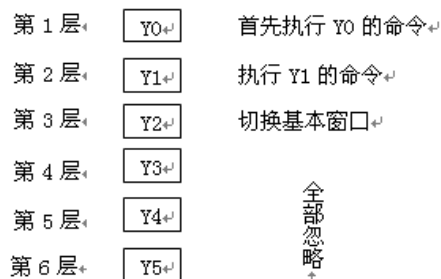 第 1 层 Y0 首先执行 Y0 的命令
第 2 层 Y1 执行 Y1 的命令
第 3 层 Y2 切换基本窗口
第 4 层 Y3
第 5 层 Y4
第 6 层 Y5
全部忽略